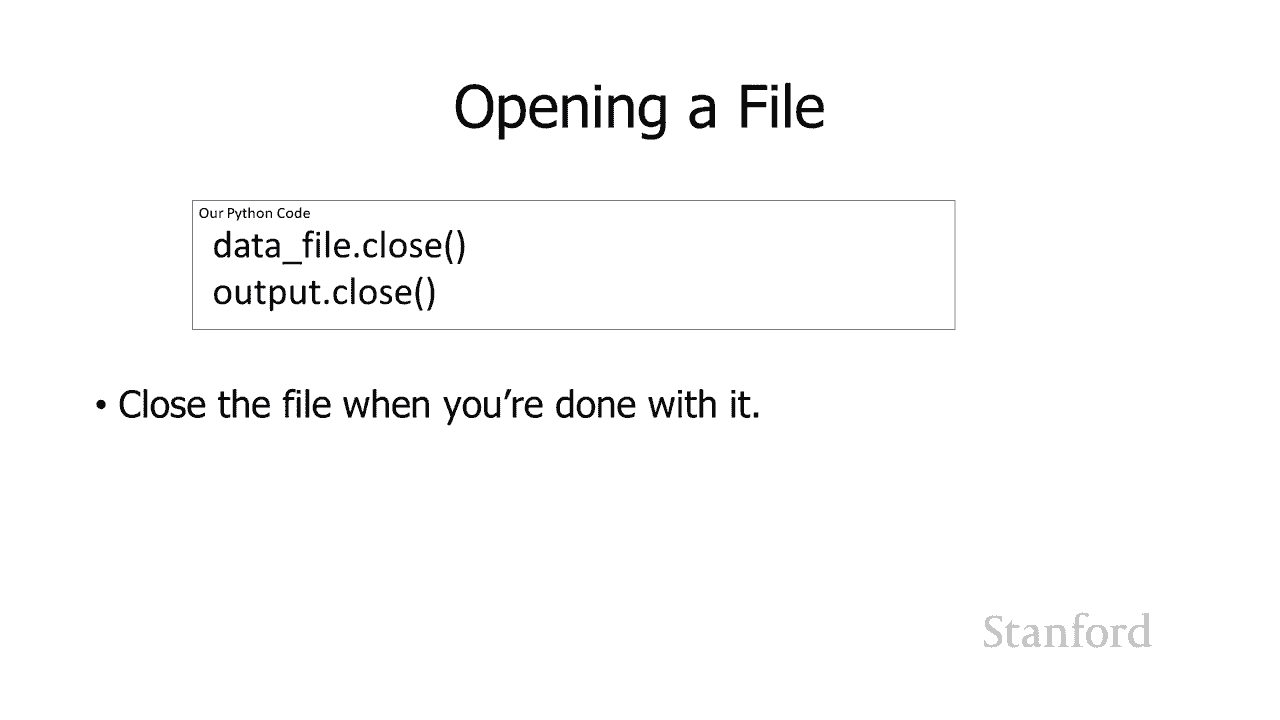 Opening a File
Our Python Code
data_file.close()
output.close()
• Close the file when you’re done with it.
Stanford